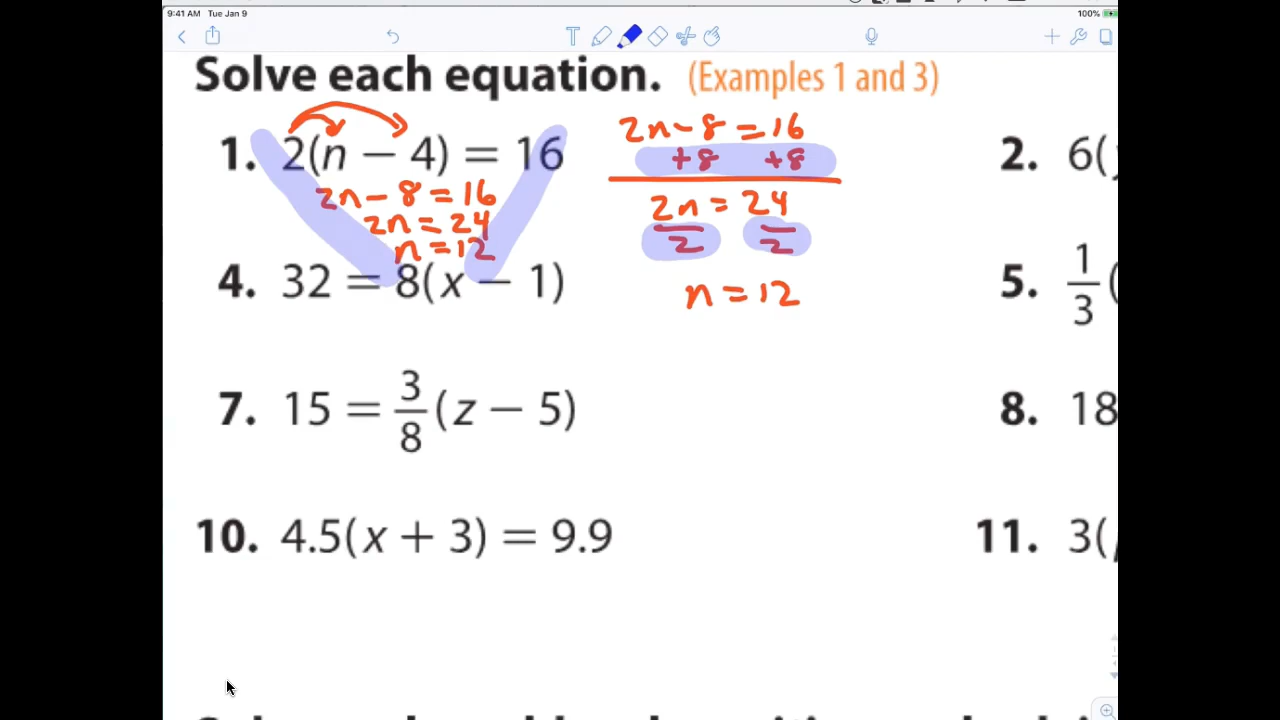 9:41 AM Tue Jan 9 100%
T
Solve each equation. (Examples 1 and 3)
1. 2(n − 4) = 16
2n − 8 = 16
2n = 24
n = 12
2n − 8 = 16
+8 +8
2n = 24
2 2
n = 12
2. 6(
4. 32 = 8(x − 1)
5. 1/3 (
7. 15 = 3/8 (z − 5)
8. 18
10. 4.5(x + 3) = 9.9
11. 3(